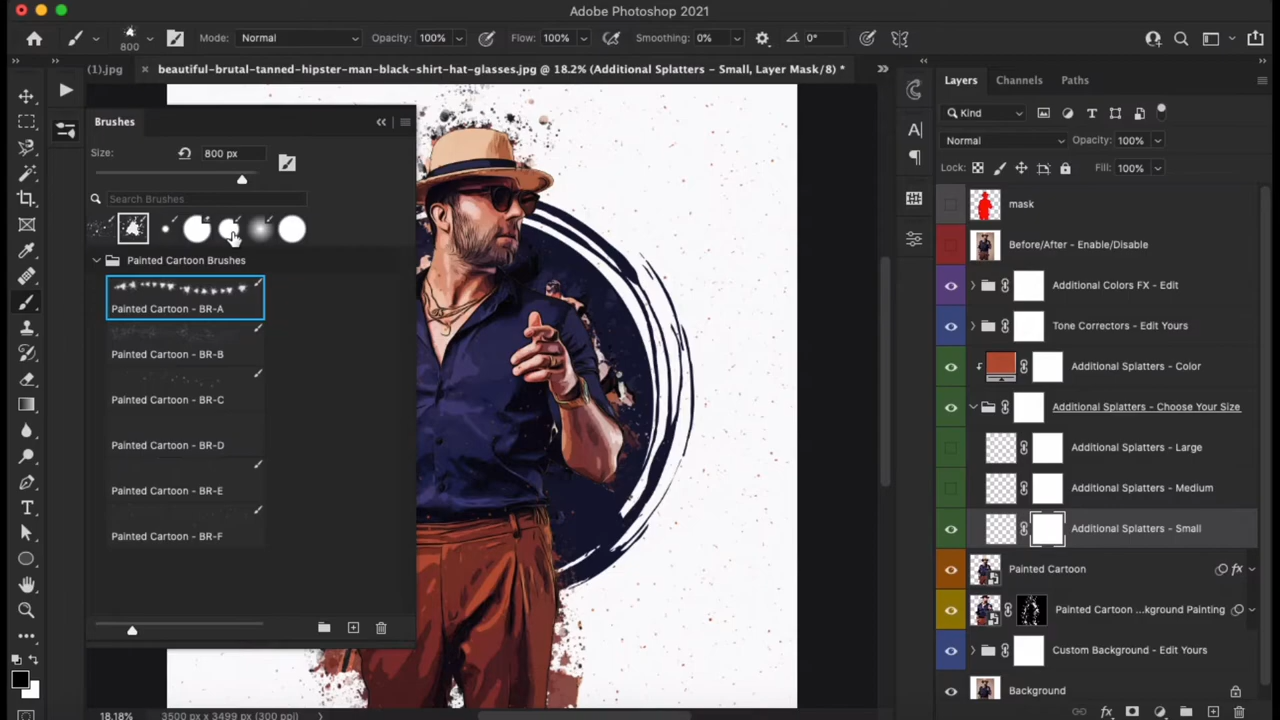 Adobe Photoshop 2021
800
Mode: Normal
Opacity: 100%
Flow: 100%
Smoothing: 0%
0°
(1).jpg
beautiful-brutal-tanned-hipster-man-black-shirt-hat-glasses.jpg @ 18.2% (Additional Splatters - Small, Layer Mask/8) *
Brushes
Size:
800 px
Search Brushes
Painted Cartoon Brushes
Painted Cartoon - BR-A
Painted Cartoon - BR-B
Painted Cartoon - BR-C
Painted Cartoon - BR-D
Painted Cartoon - BR-E
Painted Cartoon - BR-F
18.18%
3500 px x 3499 px (300 ppi)
Layers
Channels
Paths
Kind
Normal
Opacity: 100%
Lock:
Fill: 100%
mask
Before/After - Enable/Disable
Additional Colors FX - Edit
Tone Correctors - Edit Yours
Additional Splatters - Color
Additional Splatters - Choose Your Size
Additional Splatters - Large
Additional Splatters - Medium
Additional Splatters - Small
Painted Cartoon
fx
Painted Cartoon ...kground Painting
Custom Background - Edit Yours
Background
fx